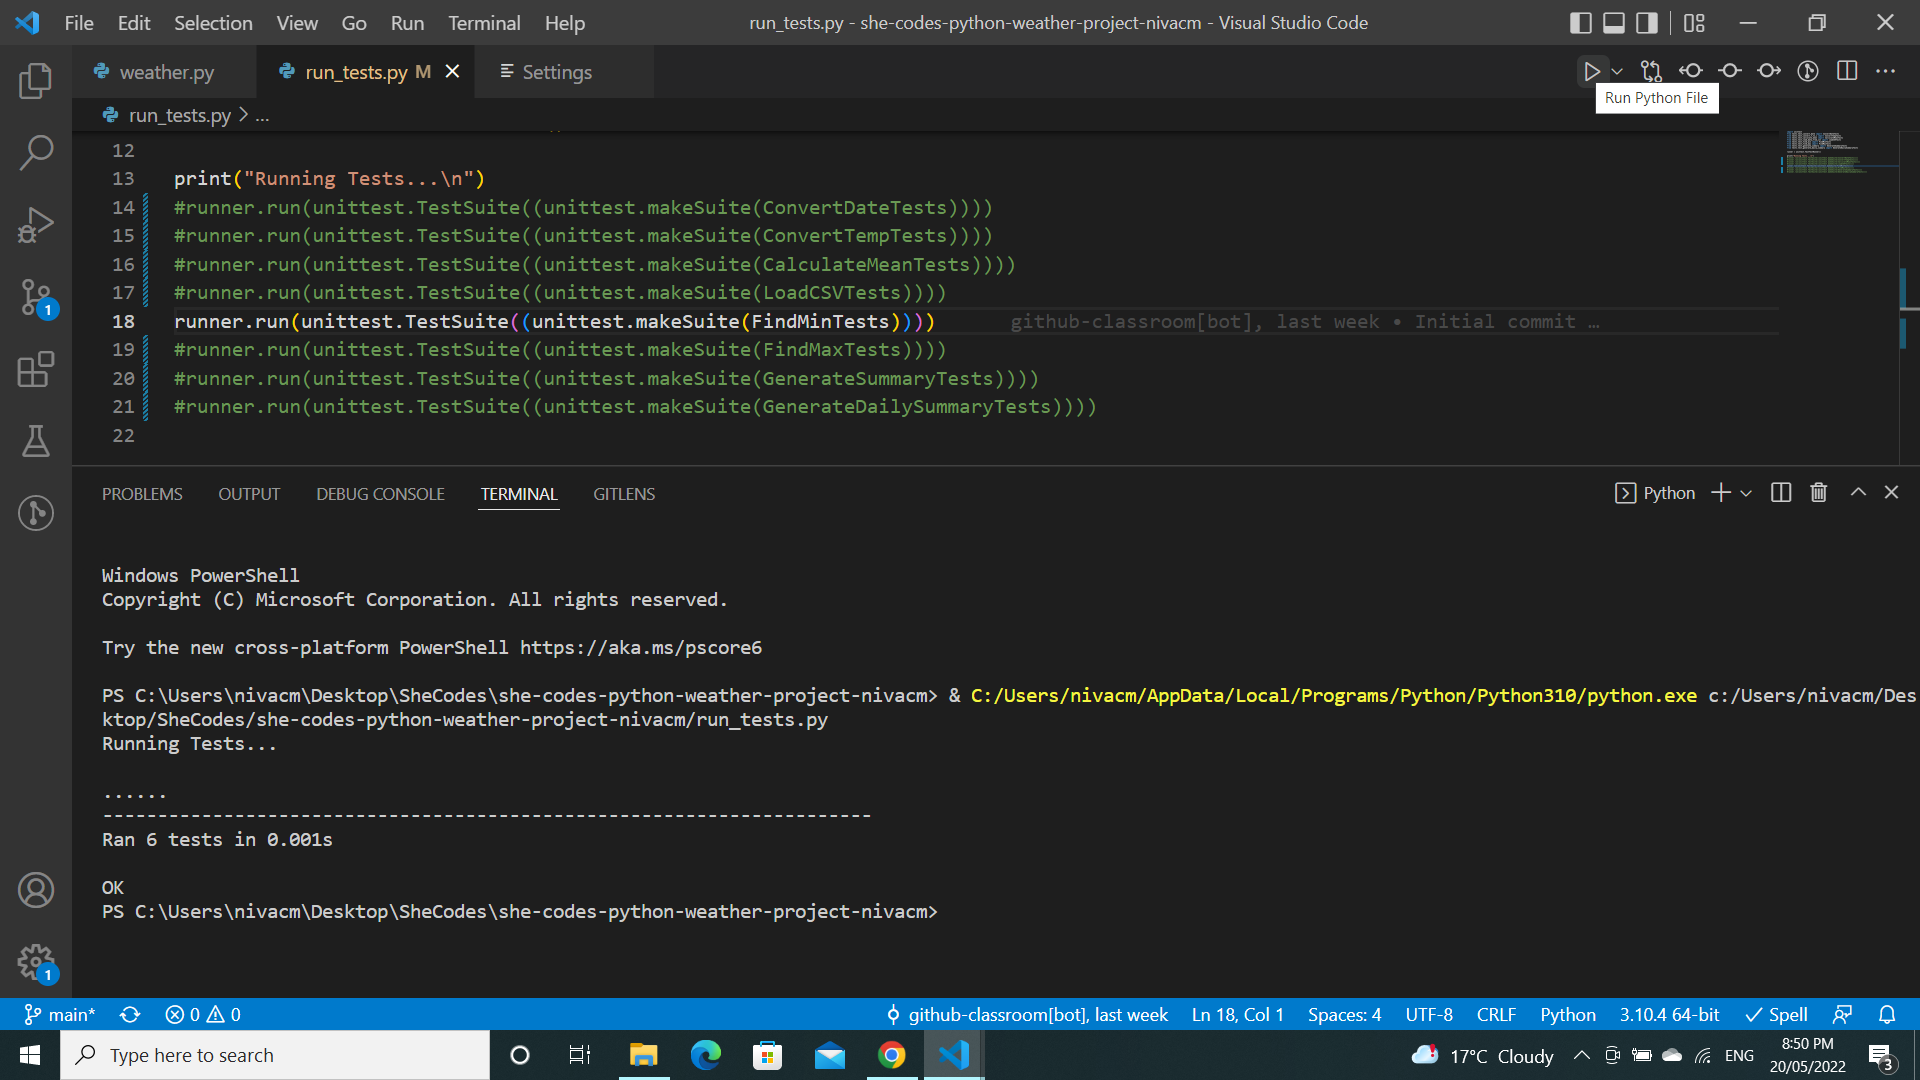 File Edit Selection View Go Run Terminal Help
run_tests.py - she-codes-python-weather-project-nivacm - Visual Studio Code
weather.py
run_tests.py M
Settings
Run Python File
run_tests.py > ...
12
13 print("Running Tests...\n")
14 #runner.run(unittest.TestSuite((unittest.makeSuite(ConvertDateTests))))
15 #runner.run(unittest.TestSuite((unittest.makeSuite(ConvertTempTests))))
16 #runner.run(unittest.TestSuite((unittest.makeSuite(CalculateMeanTests))))
17 #runner.run(unittest.TestSuite((unittest.makeSuite(LoadCSVTests))))
18 runner.run(unittest.TestSuite((unittest.makeSuite(FindMinTests)))) github-classroom[bot], last week • Initial commit …
19 #runner.run(unittest.TestSuite((unittest.makeSuite(FindMaxTests))))
20 #runner.run(unittest.TestSuite((unittest.makeSuite(GenerateSummaryTests))))
21 #runner.run(unittest.TestSuite((unittest.makeSuite(GenerateDailySummaryTests))))
22
1
PROBLEMS OUTPUT DEBUG CONSOLE TERMINAL GITLENS
Python
Windows PowerShell
Copyright (C) Microsoft Corporation. All rights reserved.
Try the new cross-platform PowerShell https://aka.ms/pscore6
PS C:\Users\nivacm\Desktop\SheCodes\she-codes-python-weather-project-nivacm> & C:/Users/nivacm/AppData/Local/Programs/Python/Python310/python.exe c:/Users/nivacm/Des
ktop/SheCodes/she-codes-python-weather-project-nivacm/run_tests.py
Running Tests...
......
----------------------------------------------------------------------
Ran 6 tests in 0.001s
OK
PS C:\Users\nivacm\Desktop\SheCodes\she-codes-python-weather-project-nivacm>
1
main* 0 0 github-classroom[bot], last week Ln 18, Col 1 Spaces: 4 UTF-8 CRLF Python 3.10.4 64-bit Spell
Type here to search
17°C Cloudy
ENG
8:50 PM
20/05/2022
3